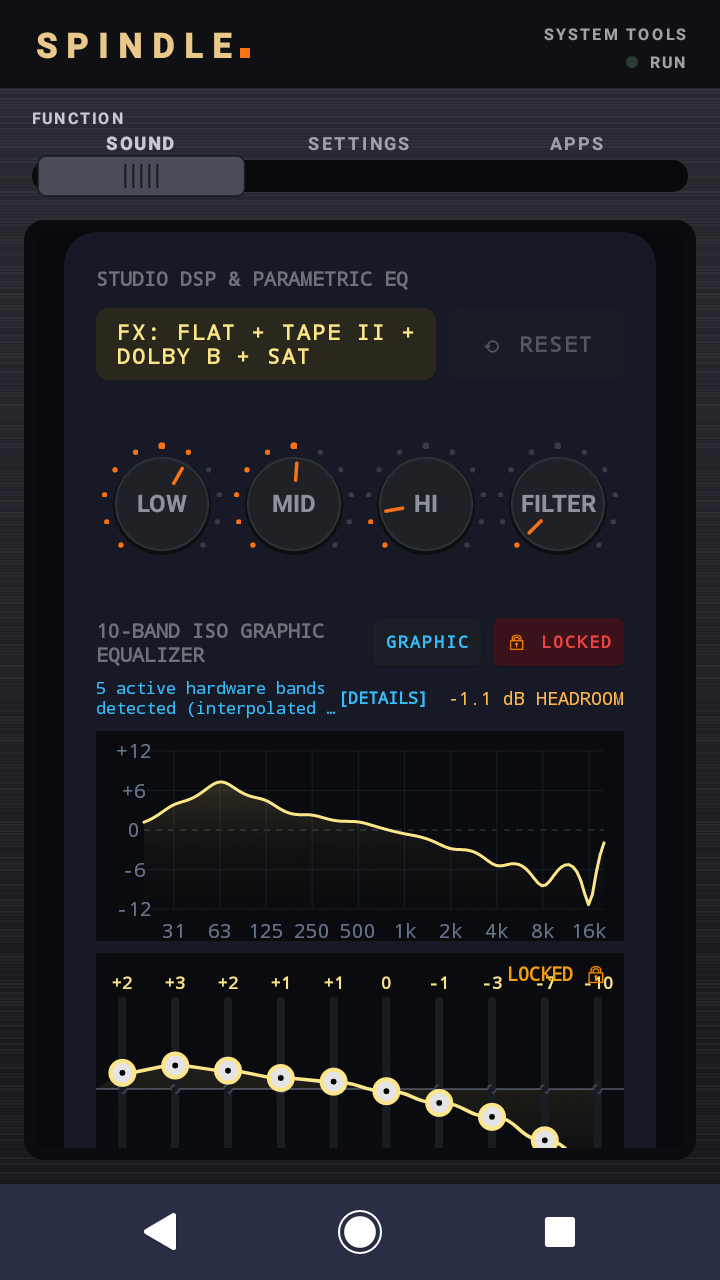 SPINDLE.
SYSTEM TOOLS
RUN
FUNCTION
SOUND SETTINGS APPS
STUDIO DSP & PARAMETRIC EQ
FX: FLAT + TAPE II +
DOLBY B + SAT
RESET
LOW MID HI FILTER
10-BAND ISO GRAPHIC
EQUALIZER
GRAPHIC
LOCKED
5 active hardware bands
detected (interpolated …
[DETAILS]
-1.1 dB HEADROOM
+12
+6
0
-6
-12
31 63 125 250 500 1k 2k 4k 8k 16k
LOCKED
+2 +3 +2 +1 +1 0 -1 -3 -7 -10